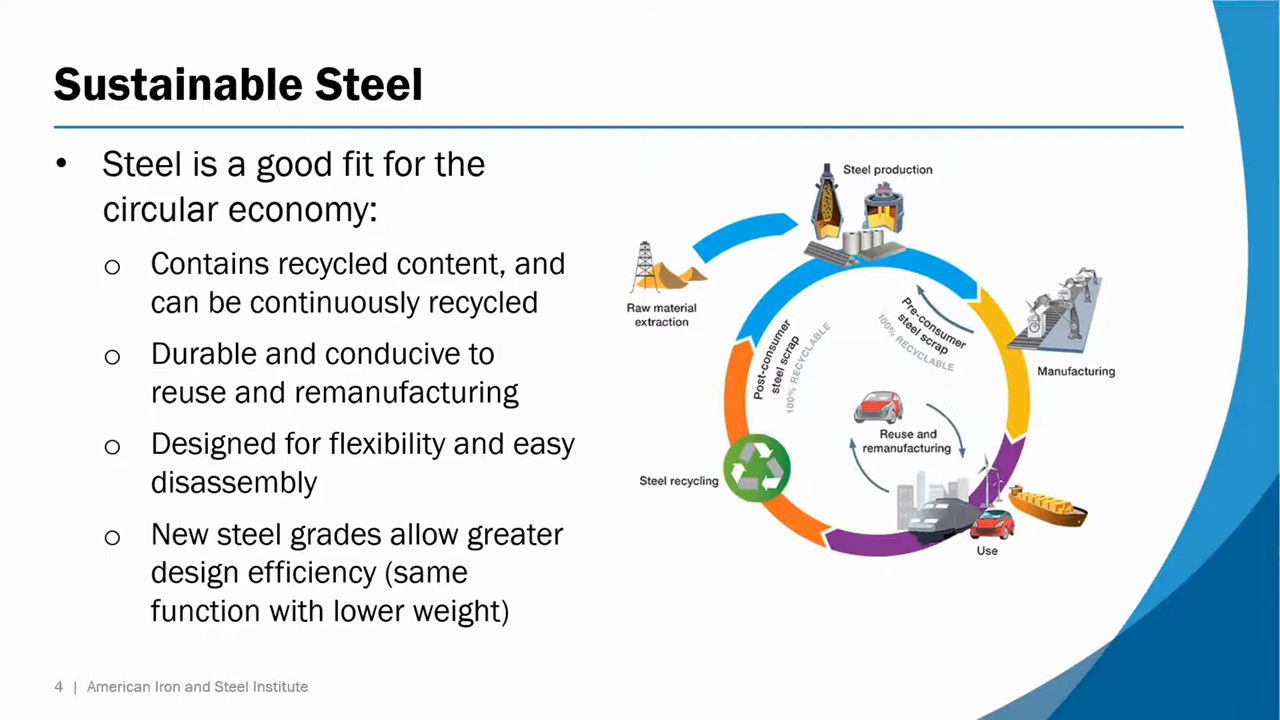 Sustainable Steel
• Steel is a good fit for the
circular economy:
o Contains recycled content, and
can be continuously recycled
o Durable and conducive to
reuse and remanufacturing
o Designed for flexibility and easy
disassembly
o New steel grades allow greater
design efficiency (same
function with lower weight)
Steel production
Raw material
extraction
Pre-consumer
steel scrap
100% RECYCLABLE
Post-consumer
steel scrap
100% RECYCLABLE
Manufacturing
Reuse and
remanufacturing
Steel recycling
Use
4 | American Iron and Steel Institute